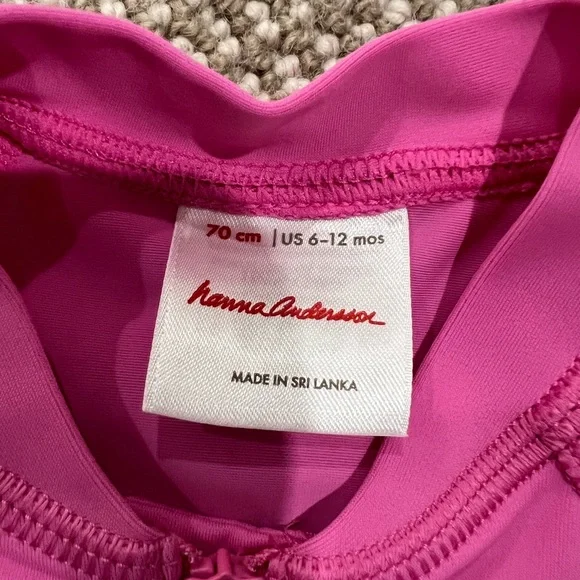 70 cm | US 6-12 mos
hanna andersson
MADE IN SRI LANKA